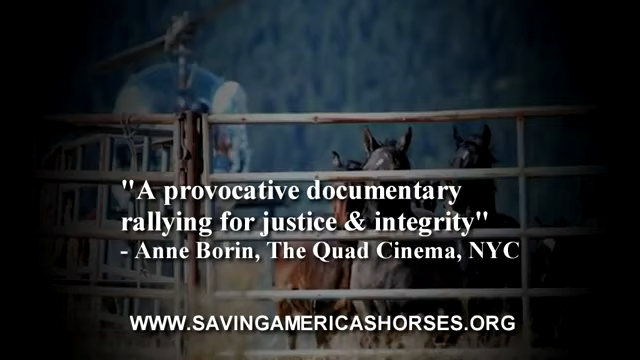 "A provocative documentary
rallying for justice & integrity"
- Anne Borin, The Quad Cinema, NYC
WWW.SAVINGAMERICASHORSES.ORG